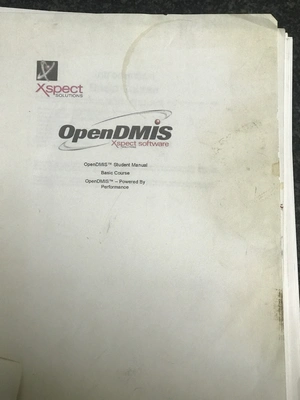 Xspect
SOLUTIONS
OpenDMIS
Xspect software
OpenDMIS™ Student Manual
Basic Course
OpenDMIS™ – Powered By
Performance